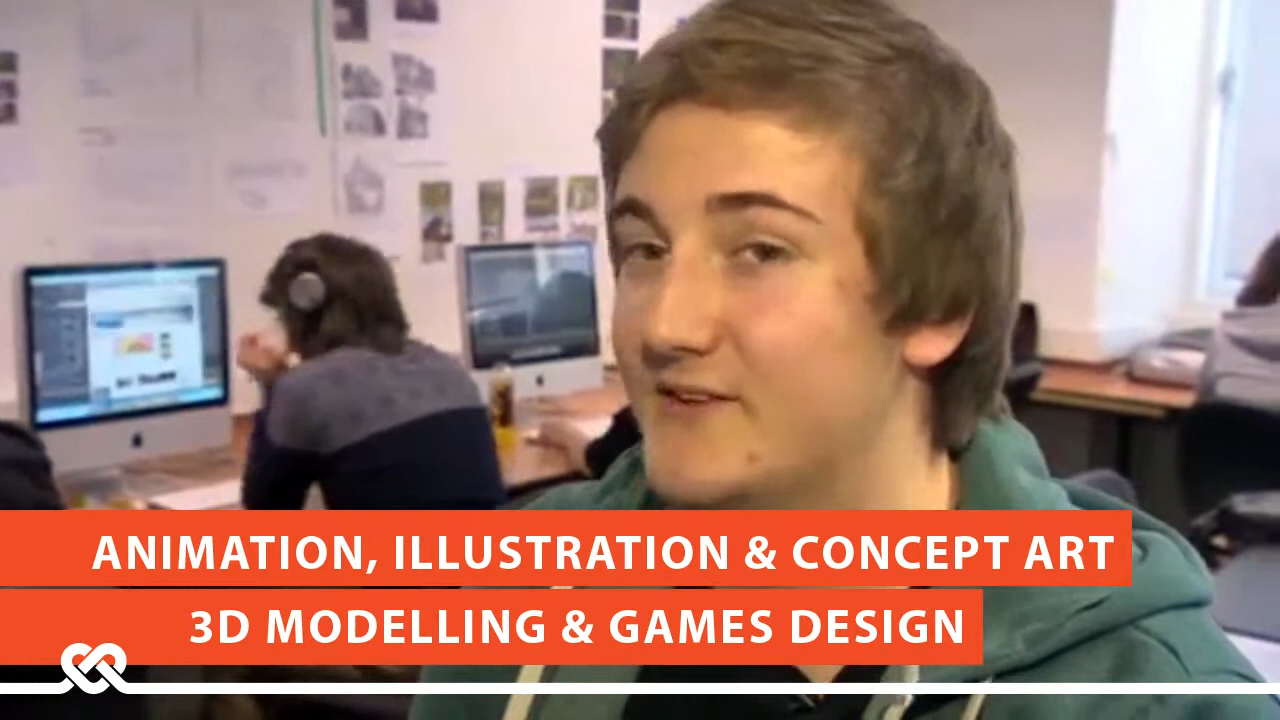 ANIMATION, ILLUSTRATION & CONCEPT ART
3D MODELLING & GAMES DESIGN